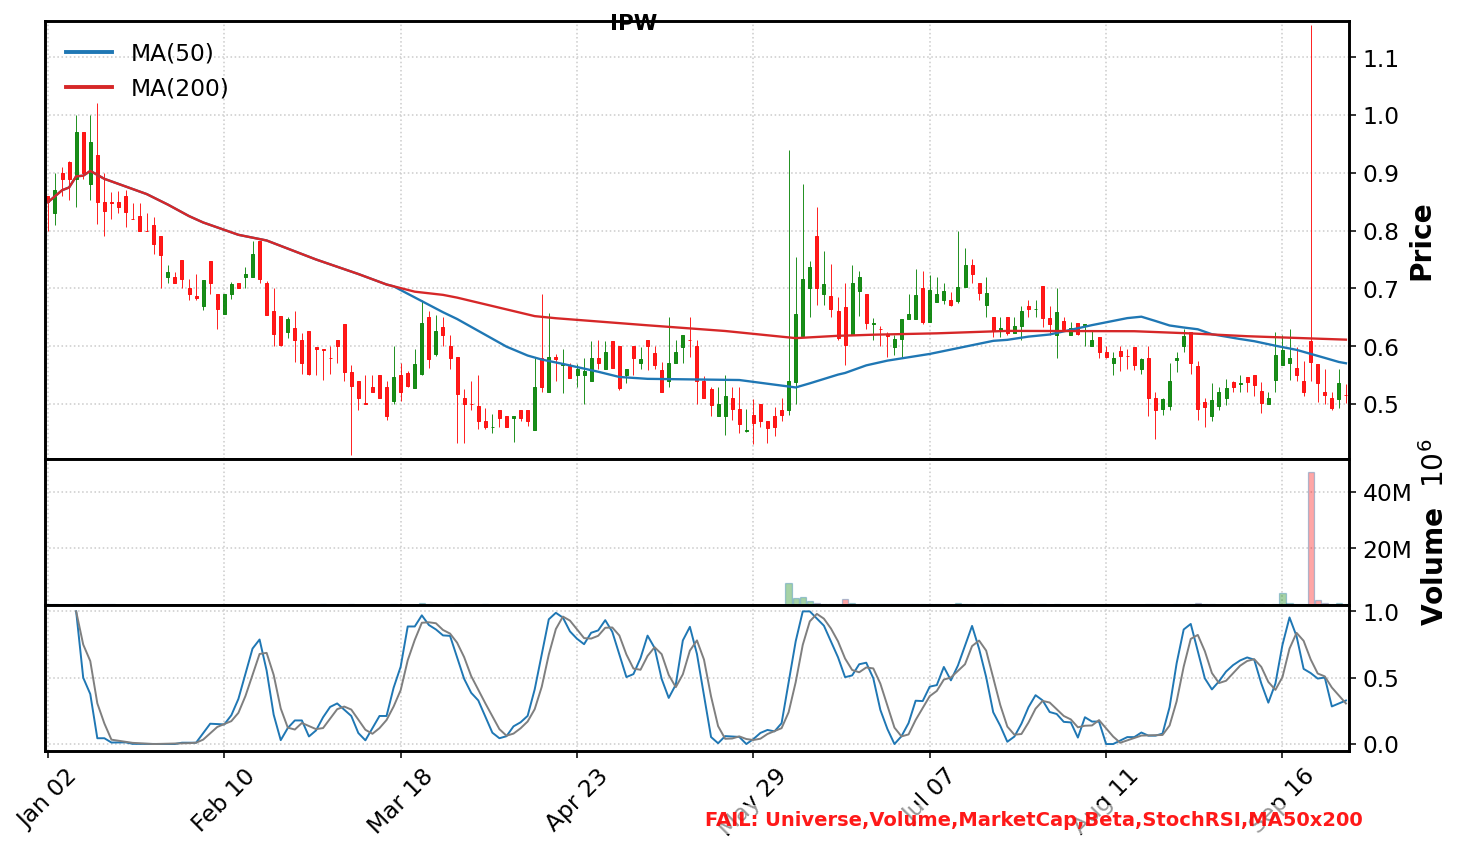 IPW
MA(50)
MA(200)
1.1
1.0
0.9
0.8
0.7
0.6
0.5
Price
40M
20M
Volume 10^6
1.0
0.5
0.0
Jan 02
Feb 10
Mar 18
Apr 23
May 29
Jul 07
Aug 11
Sep 16
FAIL: Universe,Volume,MarketCap,Beta,StochRSI,MA50x200